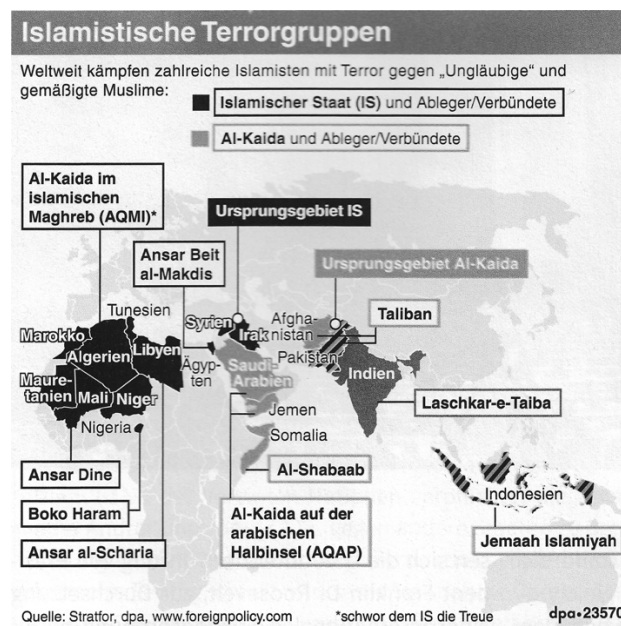 Islamistische Terrorgruppen
Weltweit kämpfen zahlreiche Islamisten mit Terror gegen „Ungläubige“ und
gemäßigte Muslime:
Islamischer Staat (IS) und Ableger/Verbündete
Al-Kaida und Ableger/Verbündete
Al-Kaida im
islamischen
Maghreb (AQMI)*
Ursprungsgebiet IS
Ansar Beit
al-Makdis
Ursprungsgebiet Al-Kaida
Taliban
Tunesien
Marokko
Algerien
Libyen
Syrien
Irak
Afgha-
nistan
Pakistan
Ägyp-
ten
Saudi-
Arabien
Indien
Maure-
tanien
Mali
Niger
Nigeria
Jemen
Somalia
Laschkar-e-Taiba
Al-Shabaab
Ansar Dine
Boko Haram
Ansar al-Scharia
Al-Kaida auf der
arabischen
Halbinsel (AQAP)
Indonesien
Jemaah Islamiyah
Quelle: Stratfor, dpa, www.foreignpolicy.com
*schwor dem IS die Treue
dpa•23570